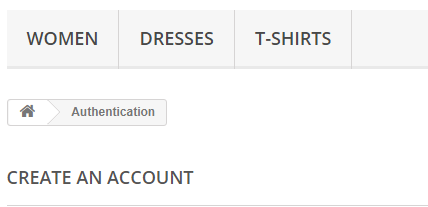 WOMEN DRESSES T-SHIRTS
Authentication
CREATE AN ACCOUNT